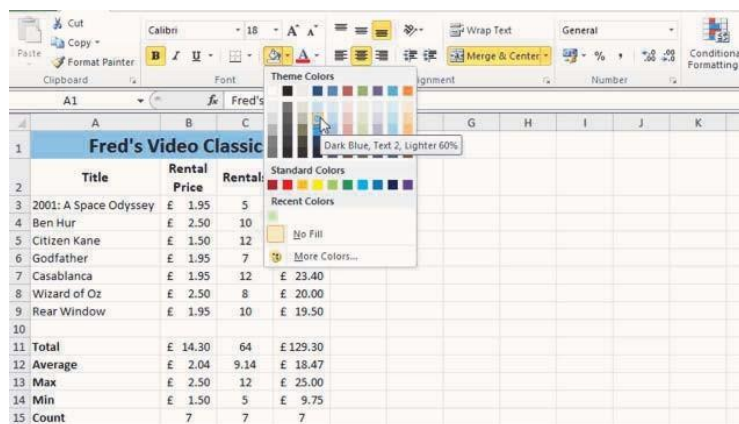 Cut
Calibri 18 A A Wrap Text General
Copy
Paste
Format Painter B I U A Merge & Center % , .0 .00 Conditional
Formatting
Clipboard Font Number
Theme Colors
A1 fx Fred's
A B C G H I J K
1 Fred's Video Classic
Dark Blue, Text 2, Lighter 60%
2 Title Rental Price Rentals
Standard Colors
Recent Colors
No Fill
More Colors...
3 2001: A Space Odyssey £ 1.95 5
4 Ben Hur £ 2.50 10
5 Citizen Kane £ 1.50 12
6 Godfather £ 1.95 7
7 Casablanca £ 1.95 12 £ 23.40
8 Wizard of Oz £ 2.50 8 £ 20.00
9 Rear Window £ 1.95 10 £ 19.50
10
11 Total £ 14.30 64 £ 129.30
12 Average £ 2.04 9.14 £ 18.47
13 Max £ 2.50 12 £ 25.00
14 Min £ 1.50 5 £ 9.75
15 Count 7 7 7